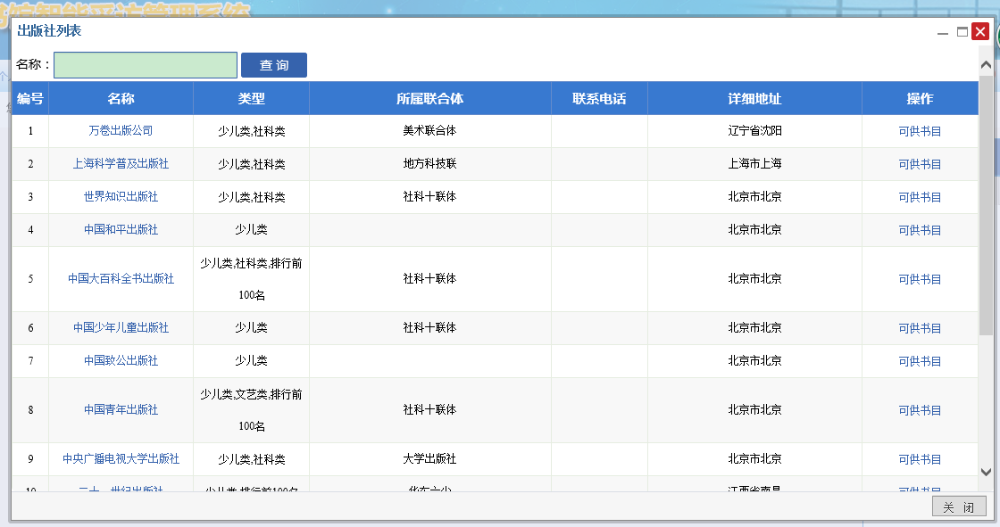 出版社列表
名称：
查 询
编号 名称 类型 所属联合体 联系电话 详细地址 操作
1 万卷出版公司 少儿类,社科类 美术联合体 辽宁省沈阳 可供书目
2 上海科学普及出版社 少儿类,社科类 地方科技联 上海市上海 可供书目
3 世界知识出版社 少儿类,社科类 社科十联体 北京市北京 可供书目
4 中国和平出版社 少儿类 北京市北京 可供书目
5 中国大百科全书出版社 少儿类,社科类,排行前 社科十联体 北京市北京 可供书目
100名
6 中国少年儿童出版社 少儿类 社科十联体 北京市北京 可供书目
7 中国致公出版社 少儿类 北京市北京 可供书目
8 中国青年出版社 少儿类,文艺类,排行前 社科十联体 北京市北京 可供书目
100名
9 中央广播电视大学出版社 少儿类,社科类 大学出版社 北京市北京 可供书目
10 二十一世纪出版社 少儿类,排行前100名 华东六少 江西省南昌 可供书目
关 闭